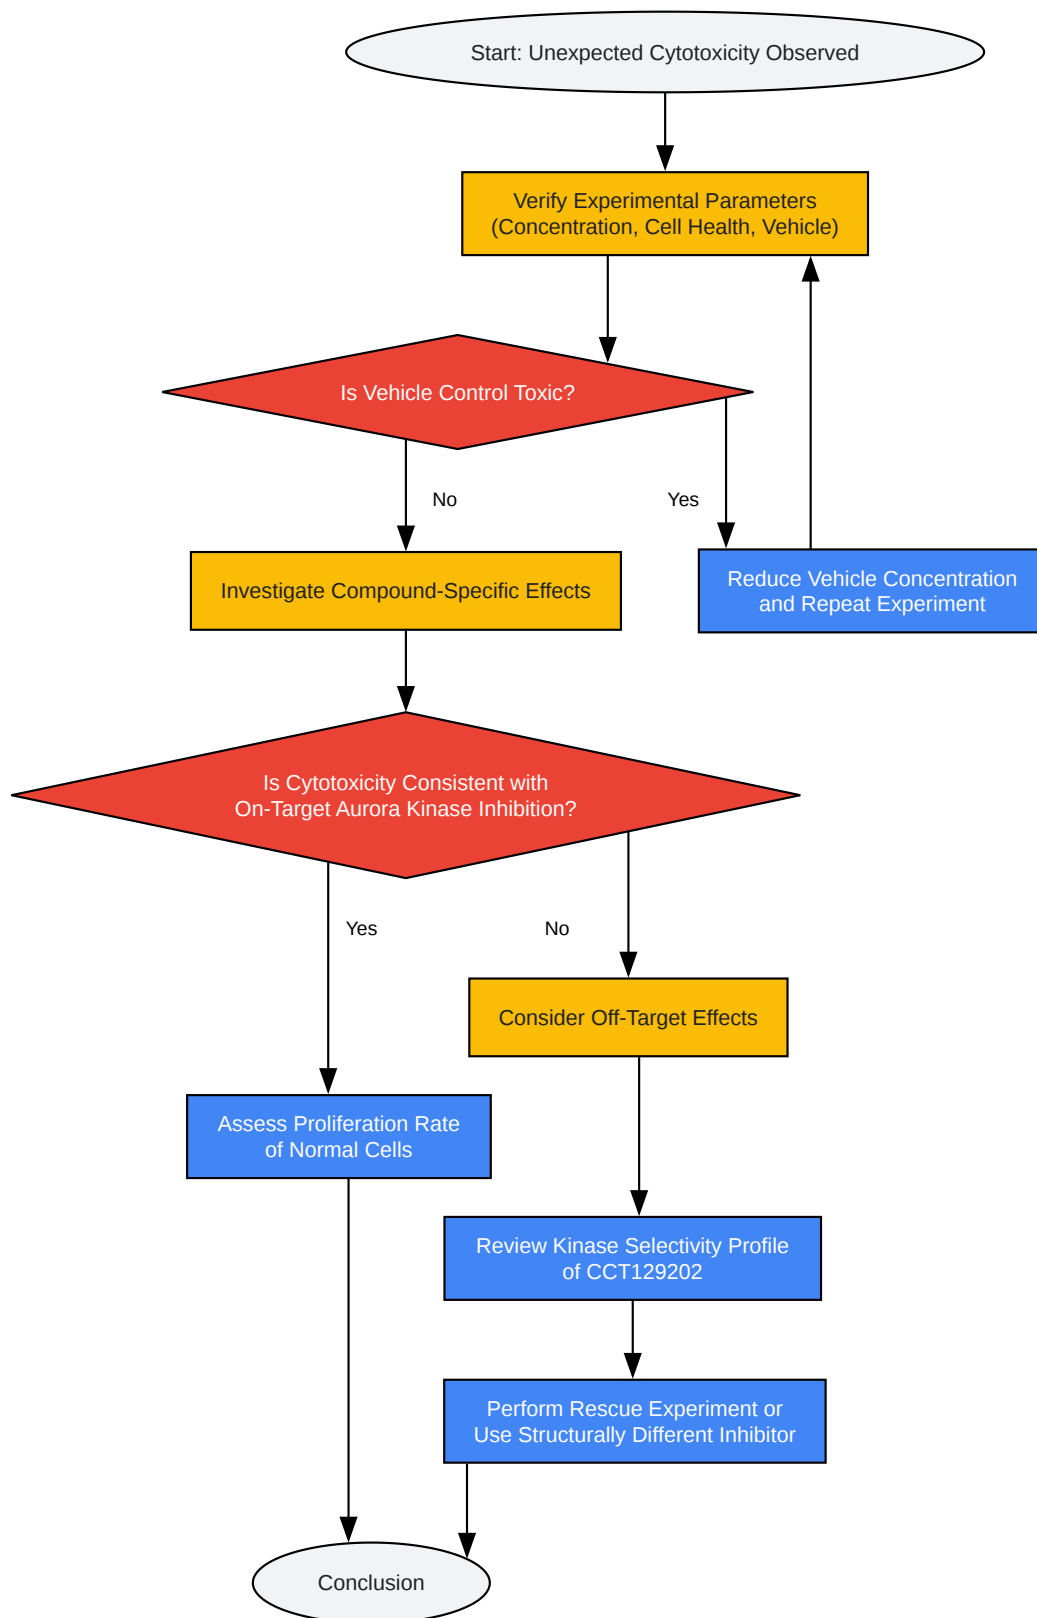 Start: Unexpected Cytotoxicity Observed
Verify Experimental Parameters
(Concentration, Cell Health, Vehicle)
Is Vehicle Control Toxic?
No
Yes
Investigate Compound-Specific Effects
Reduce Vehicle Concentration
and Repeat Experiment
Is Cytotoxicity Consistent with
On-Target Aurora Kinase Inhibition?
Yes
No
Consider Off-Target Effects
Assess Proliferation Rate
of Normal Cells
Review Kinase Selectivity Profile
of CCT129202
Perform Rescue Experiment or
Use Structurally Different Inhibitor
Conclusion